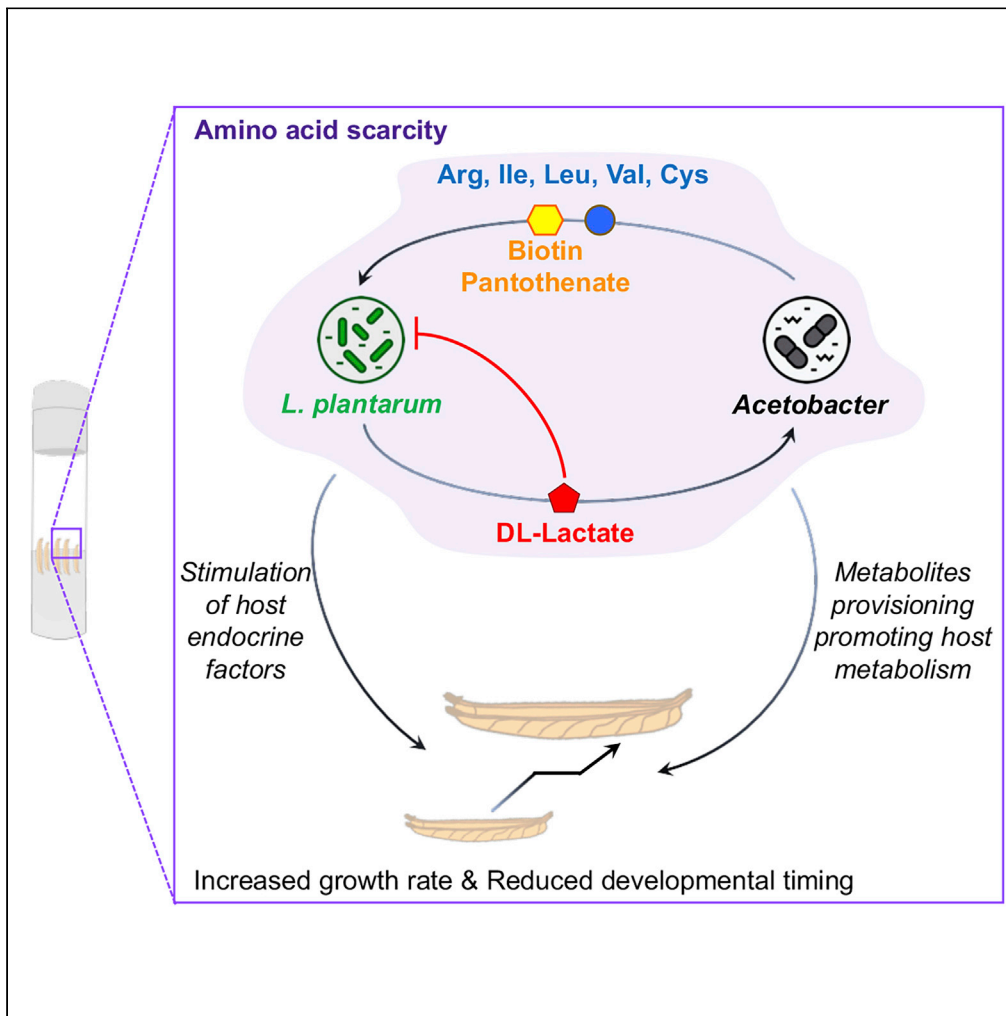 Amino acid scarcity
Arg, Ile, Leu, Val, Cys
Biotin
Pantothenate
L. plantarum
Acetobacter
DL-Lactate
Stimulation
of host
endocrine
factors
Metabolites
provisioning
promoting host
metabolism
Increased growth rate & Reduced developmental timing